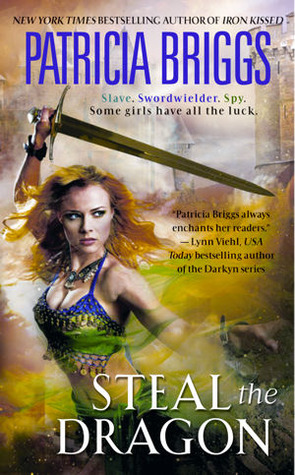 NEW YORK TIMES BESTSELLING AUTHOR OF IRON KISSED
PATRICIA BRIGGS
Slave. Swordwielder. Spy.
Some girls have all the luck.
"Patricia Briggs always
enchants her readers."
— Lynn Viehl, USA
Today bestselling author
of the Darkyn series
STEAL the
DRAGON